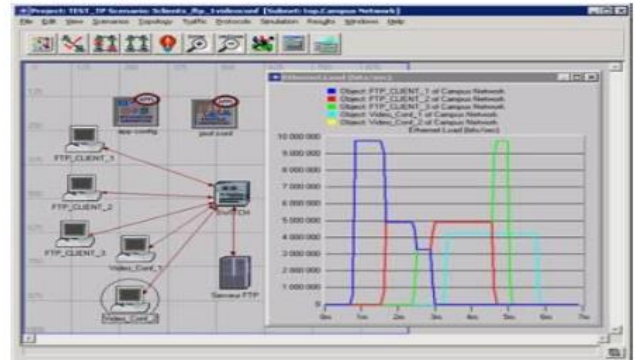 Project: TEST_TP Scenario: 3clients_ftp_1videoconf [Subnet: top.Campus Network]
File Edit View Scenarios Topology Traffic Protocols Simulation Results Windows Help
app-config
prof-conf
FTP_CLIENT_1
FTP_CLIENT_2
FTP_CLIENT_3
SWITCH
Video_Conf_1
Serveur FTP
Video_Conf_2
Ethernet.Load (bits/sec)
Object: FTP_CLIENT_1 of Campus Network
Object: FTP_CLIENT_2 of Campus Network
Object: FTP_CLIENT_3 of Campus Network
Object: Video_Conf_1 of Campus Network
Object: Video_Conf_2 of Campus Network
Ethernet.Load (bits/sec)
10 000 000
9 000 000
8 000 000
7 000 000
6 000 000
5 000 000
4 000 000
3 000 000
2 000 000
1 000 000
0
0m 1m 2m 3m 4m 5m 6m 7m